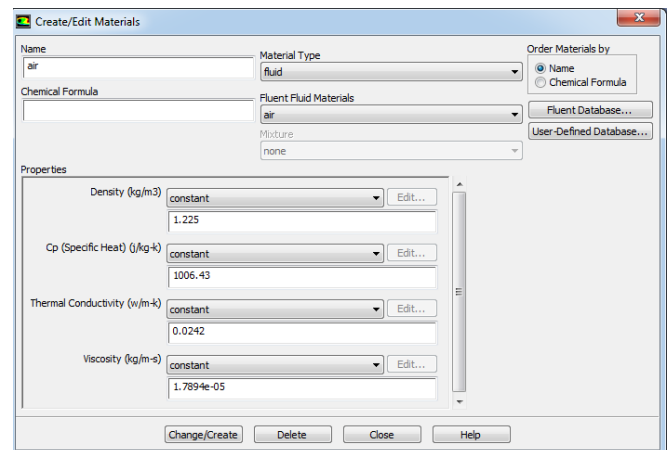 Create/Edit Materials
Name
air
Chemical Formula
Material Type
fluid
Fluent Fluid Materials
air
Mixture
none
Order Materials by
Name
Chemical Formula
Fluent Database...
User-Defined Database...
Properties
Density (kg/m3) constant Edit...
1.225
Cp (Specific Heat) (j/kg-k) constant Edit...
1006.43
Thermal Conductivity (w/m-k) constant Edit...
0.0242
Viscosity (kg/m-s) constant Edit...
1.7894e-05
Change/Create Delete Close Help